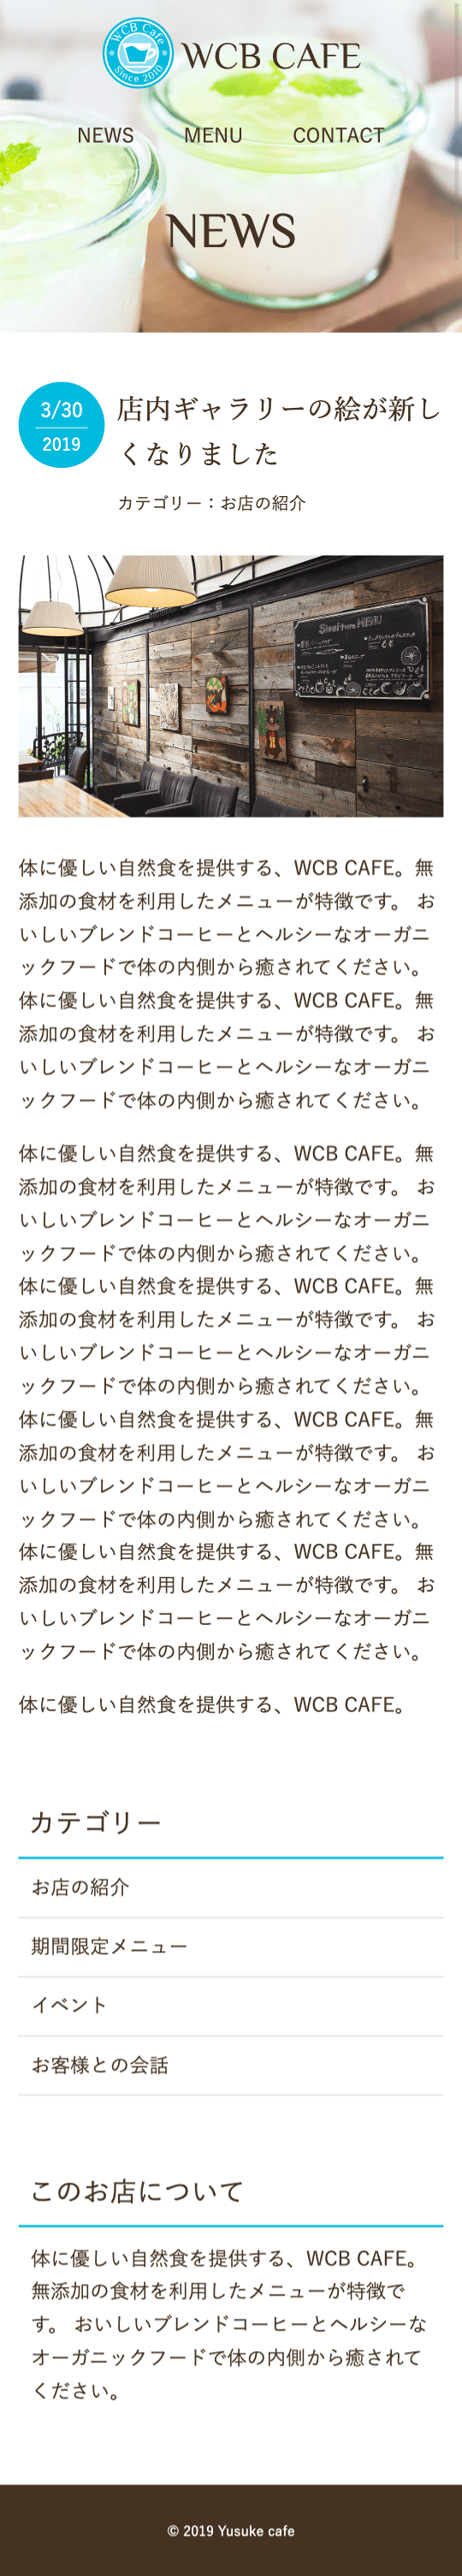 WCB Cafe
Since 2010
WCB CAFE
NEWS MENU CONTACT
NEWS
3/30
2019
店内ギャラリーの絵が新し
くなりました
カテゴリー：お店の紹介
MENU
体に優しい自然食を提供する、WCB CAFE。無
添加の食材を利用したメニューが特徴です。 お
いしいブレンドコーヒーとヘルシーなオーガニ
ックフードで体の内側から癒されてください。
体に優しい自然食を提供する、WCB CAFE。無
添加の食材を利用したメニューが特徴です。 お
いしいブレンドコーヒーとヘルシーなオーガニ
ックフードで体の内側から癒されてください。
体に優しい自然食を提供する、WCB CAFE。無
添加の食材を利用したメニューが特徴です。 お
いしいブレンドコーヒーとヘルシーなオーガニ
ックフードで体の内側から癒されてください。
体に優しい自然食を提供する、WCB CAFE。無
添加の食材を利用したメニューが特徴です。 お
いしいブレンドコーヒーとヘルシーなオーガニ
ックフードで体の内側から癒されてください。
体に優しい自然食を提供する、WCB CAFE。無
添加の食材を利用したメニューが特徴です。 お
いしいブレンドコーヒーとヘルシーなオーガニ
ックフードで体の内側から癒されてください。
体に優しい自然食を提供する、WCB CAFE。無
添加の食材を利用したメニューが特徴です。 お
いしいブレンドコーヒーとヘルシーなオーガニ
ックフードで体の内側から癒されてください。
体に優しい自然食を提供する、WCB CAFE。
カテゴリー
お店の紹介
期間限定メニュー
イベント
お客様との会話
このお店について
体に優しい自然食を提供する、WCB CAFE。
無添加の食材を利用したメニューが特徴で
す。 おいしいブレンドコーヒーとヘルシーな
オーガニックフードで体の内側から癒されて
ください。
© 2019 Yusuke cafe